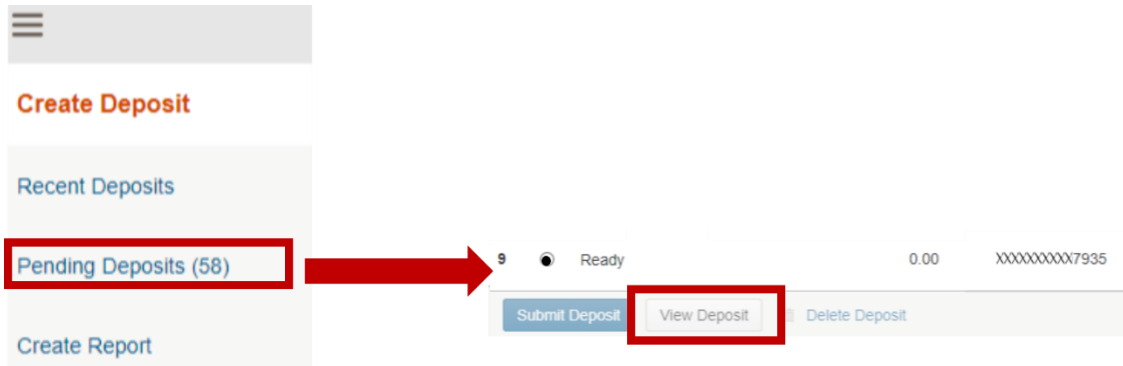 Create Deposit
Recent Deposits
Pending Deposits (58)
Create Report
9 Ready 0.00 XXXXXXXXXX7935
Submit Deposit View Deposit Delete Deposit